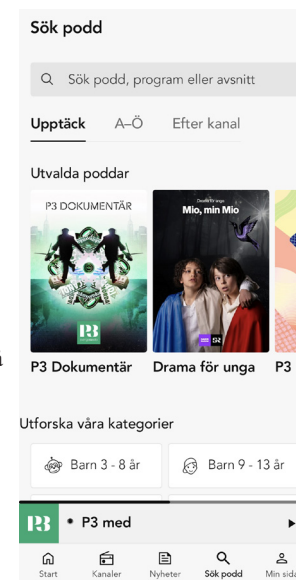 Sök podd
Sök podd, program eller avsnitt
Upptäck A–Ö Efter kanal
Utvalda poddar
P3 DOKUMENTÄR
P3
Drama för unga
Mio, min Mio
SR
P3 Dokumentär Drama för unga P3
Utforska våra kategorier
Barn 3 - 8 år Barn 9 - 13 år
P3 • P3 med
Start Kanaler Nyheter Sök podd Min sida